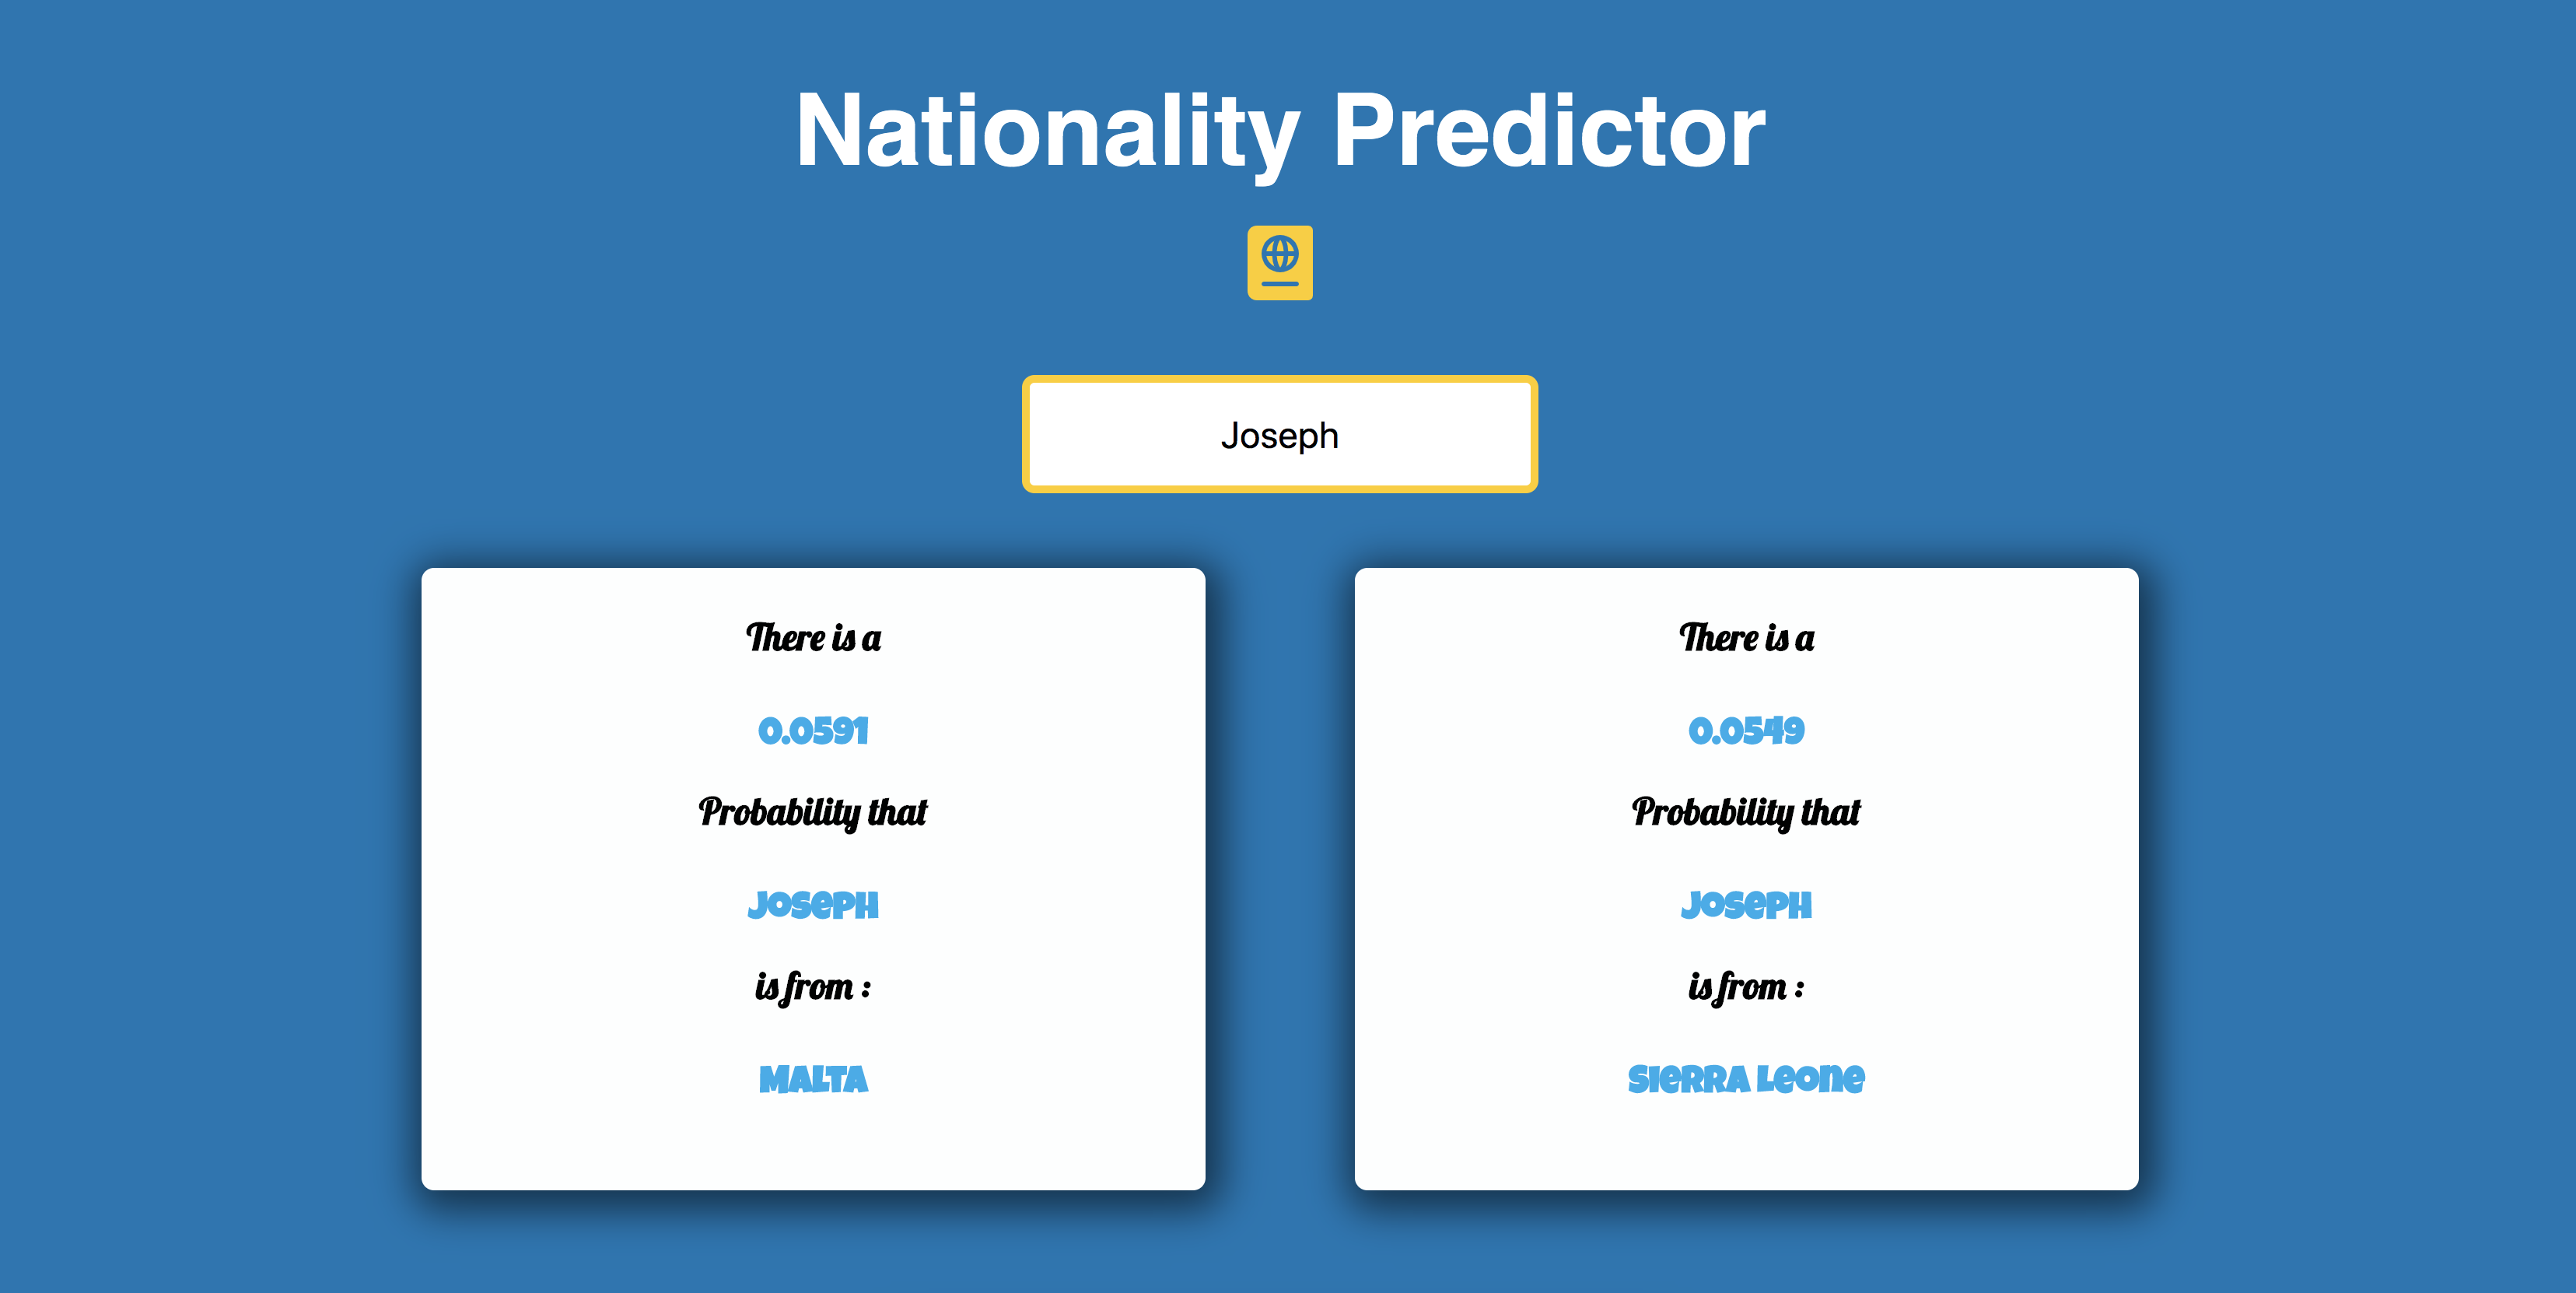 Nationality Predictor
Joseph
There is a
0.0591
Probability that
Joseph
is from :
Malta
There is a
0.0549
Probability that
Joseph
is from :
Sierra Leone